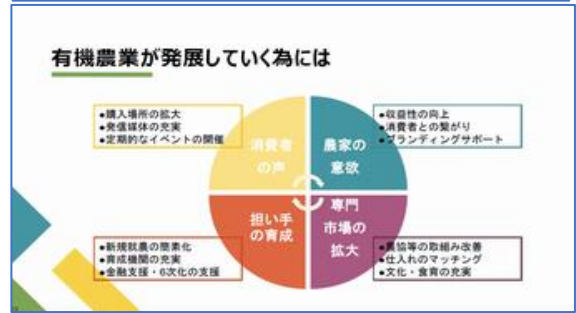 有機農業が発展していく為には
●購入場所の拡大
●発信媒体の充実
●定期的なイベントの開催
消費者
の声
農家の
意欲
●収益性の向上
●消費者との繋がり
●ブランディングサポート
担い手
の育成
専門
市場の
拡大
●新規就農の簡素化
●育成機関の充実
●金融支援・6次化の支援
●農協等の取組み改善
●仕入れのマッチング
●文化・食育の充実